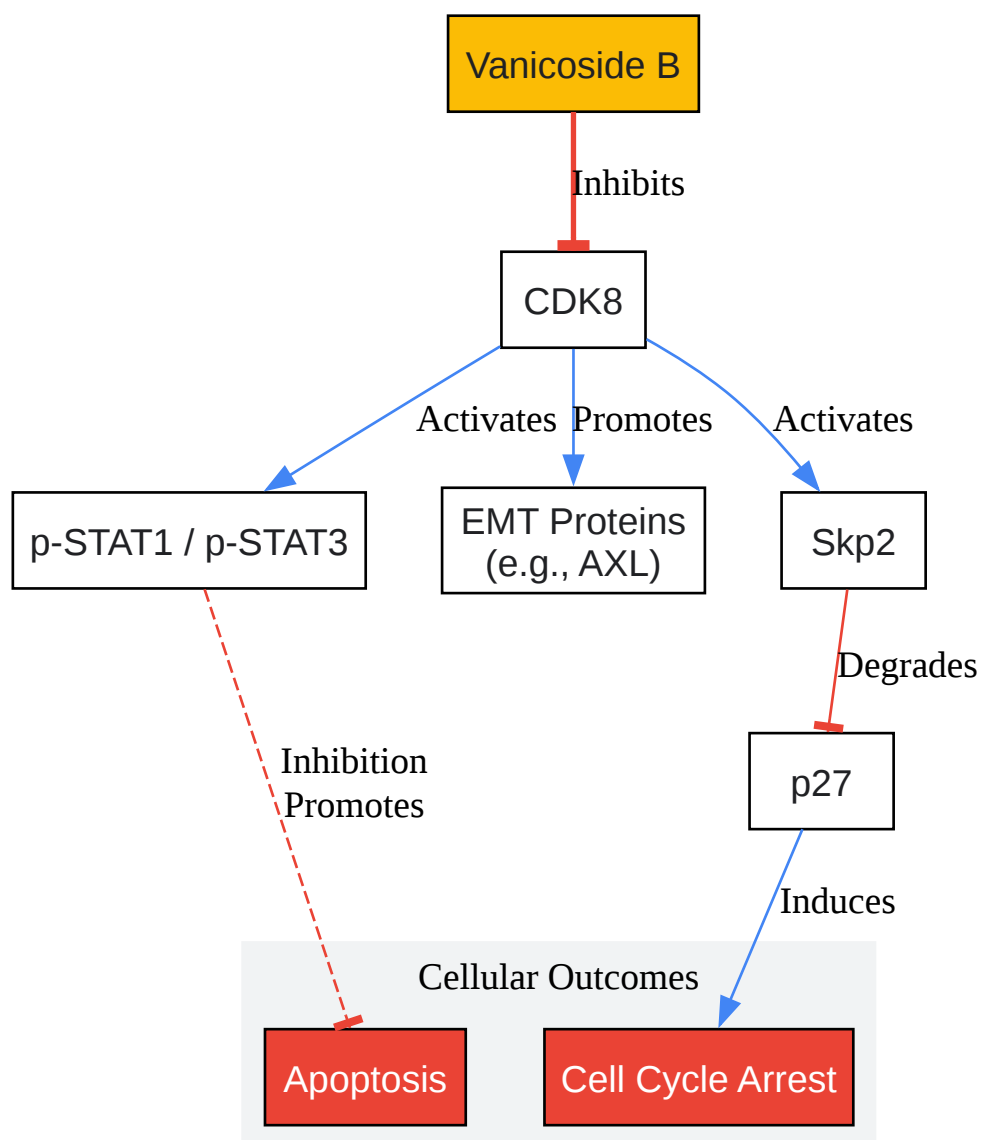 Vanicoside B
Inhibits
CDK8
Activates
Promotes
Activates
p-STAT1 / p-STAT3
EMT Proteins
(e.g., AXL)
Skp2
Degrades
Inhibition
Promotes
p27
Induces
Cellular Outcomes
Apoptosis
Cell Cycle Arrest